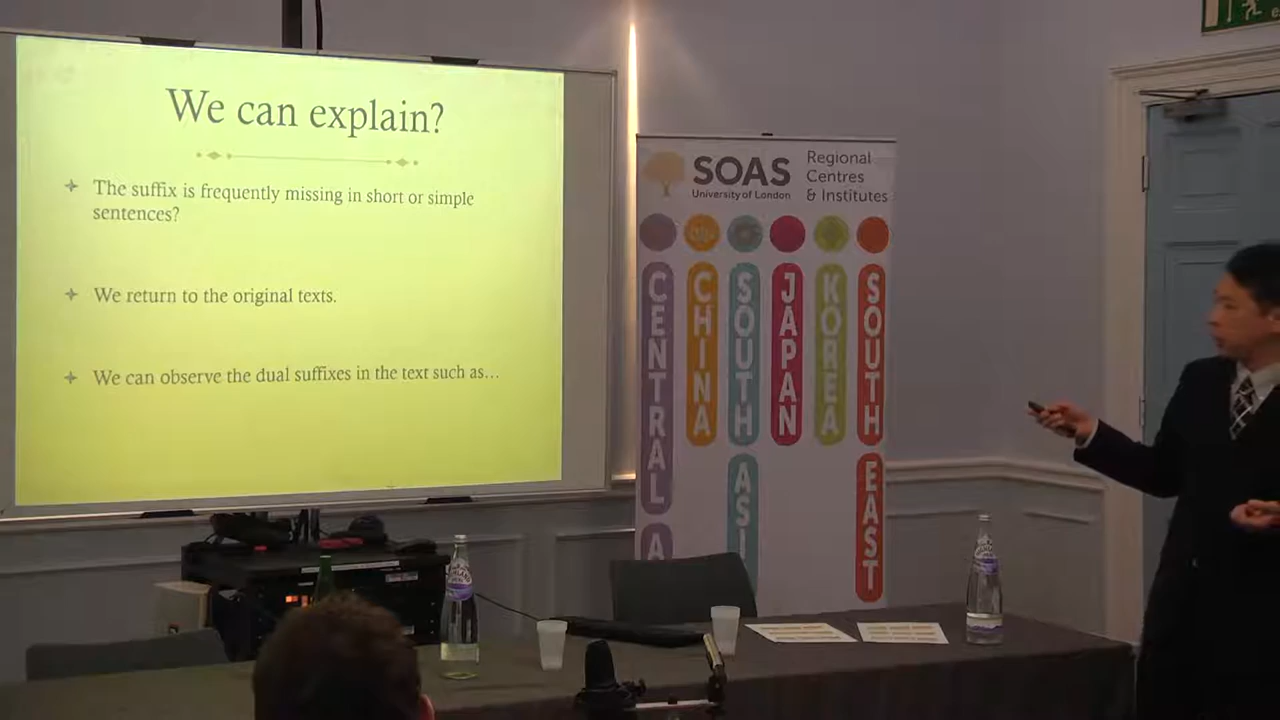 We can explain?
The suffix is frequently missing in short or simple
sentences?
We return to the original texts.
We can observe the dual suffixes in the text such as…
SOAS
University of London
Regional
Centres
& Institutes
CENTRAL A
CHINA
SOUTH ASI
JAPAN
KOREA
SOUTH EAST